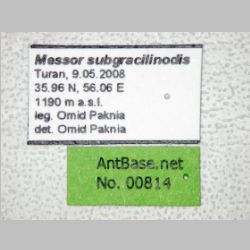 Messor subgracilinodis
Turan, 9.05.2008
35.96 N, 56.06 E
1190 m a.s.l.
leg. Omid Paknia
det. Omid Paknia
AntBase.net
No. 00814